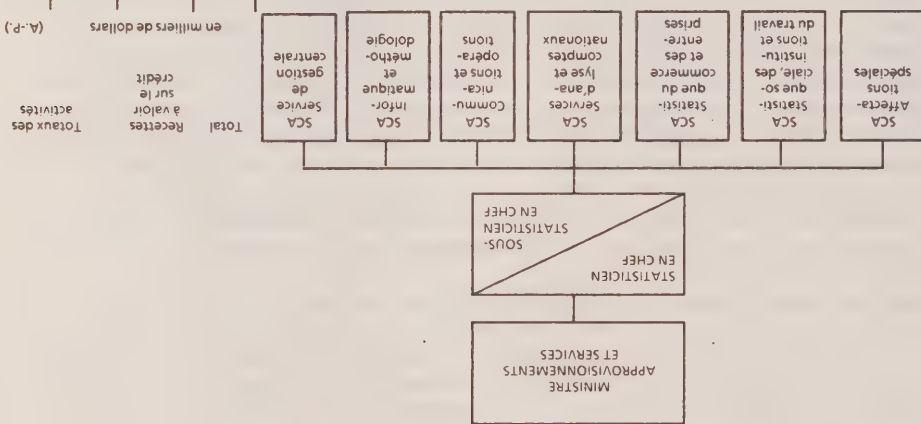 MINISTRE
APPROVISIONNEMENTS
ET SERVICES
STATISTICIEN
EN CHEF
SOUS-
STATISTICIEN
EN CHEF
SCA
Affecta-
tions
spéciales
SCA
Statisti-
que so-
ciale, des
institu-
tions et
du travail
SCA
Statisti-
que du
commerce
et des
entre-
prises
SCA
Services
d'ana-
lyse et
comptes
nationaux
SCA
Commu-
nica-
tions et
opéra-
tions
SCA
Infor-
matique
et
métho-
dologie
SCA
Service
de
gestion
centrale
Total
Recettes
à valoir
sur le
crédit
Totaux des
activités
en milliers de dollars
(A.-P.)